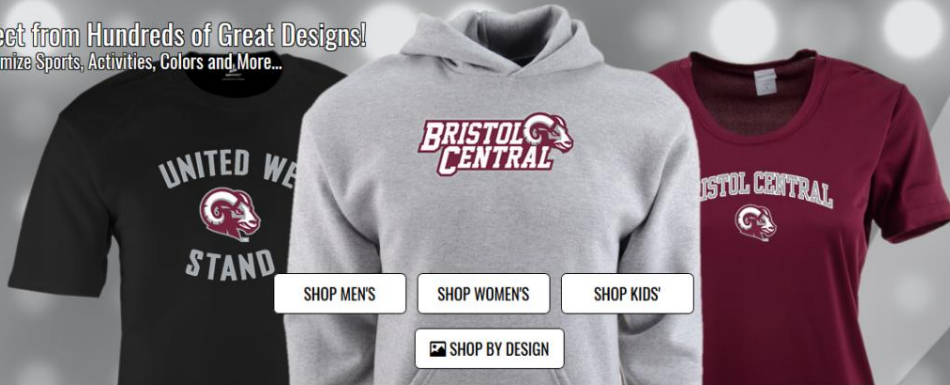 ect from Hundreds of Great Designs!
mize Sports, Activities, Colors and More...
UNITED WE
STAND
BRISTOL
CENTRAL
ISTOL CENTRAL
SHOP MEN'S
SHOP WOMEN'S
SHOP KIDS'
SHOP BY DESIGN